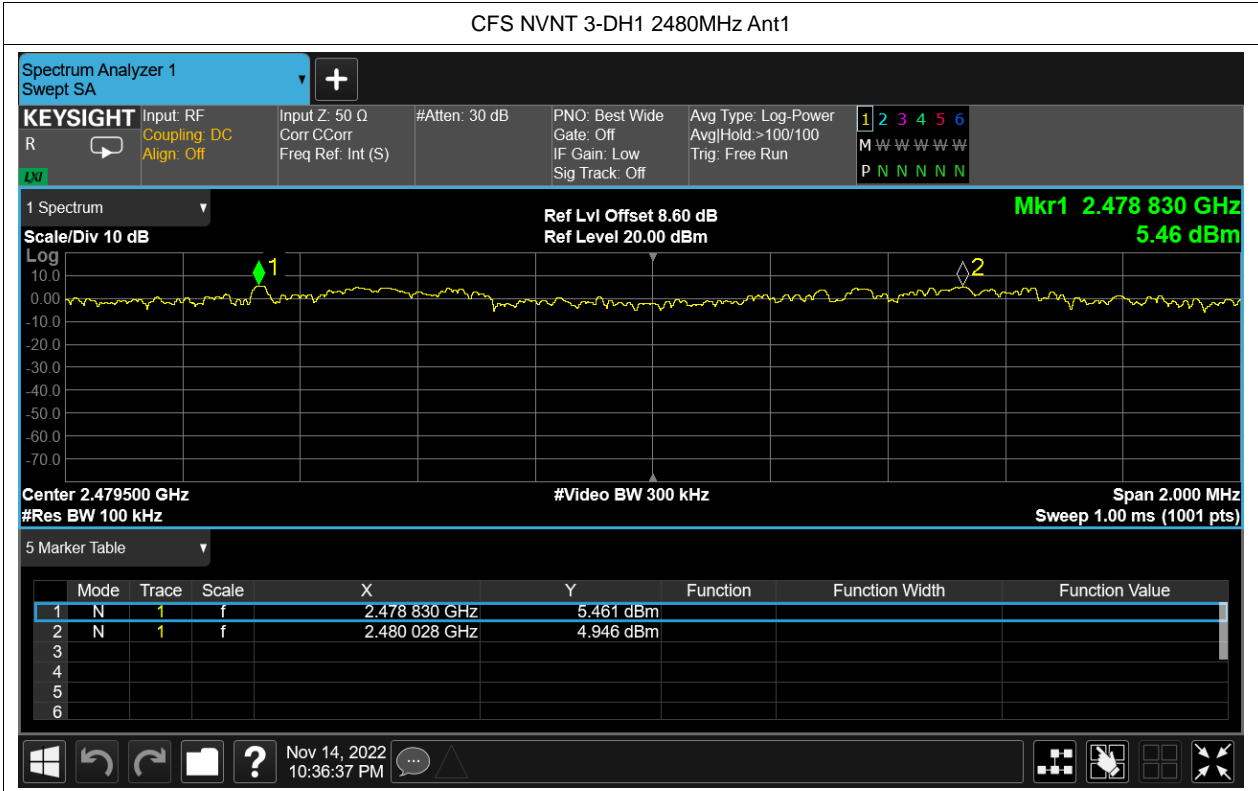 CFS NVNT 3-DH1 2480MHz Ant1
Spectrum Analyzer 1
Swept SA
KEYSIGHT Input: RF Input Z: 50 Ω #Atten: 30 dB PNO: Best Wide Avg Type: Log-Power 1 2 3 4 5 6
R Coupling: DC Corr CCorr Gate: Off Avg|Hold:>100/100 M W W W W W
Align: Off Freq Ref: Int (S) IF Gain: Low Trig: Free Run
LXI Sig Track: Off P N N N N N
1 Spectrum Ref Lvl Offset 8.60 dB Mkr1 2.478 830 GHz
Scale/Div 10 dB Ref Level 20.00 dBm 5.46 dBm
Log
1 2
10.0
0.00
-10.0
-20.0
-30.0
-40.0
-50.0
-60.0
-70.0
Center 2.479500 GHz #Video BW 300 kHz Span 2.000 MHz
#Res BW 100 kHz Sweep 1.00 ms (1001 pts)
5 Marker Table
Mode Trace Scale X Y Function Function Width Function Value
1 N 1 f 2.478 830 GHz 5.461 dBm
2 N 1 f 2.480 028 GHz 4.946 dBm
3
4
5
6
? Nov 14, 2022
10:36:37 PM